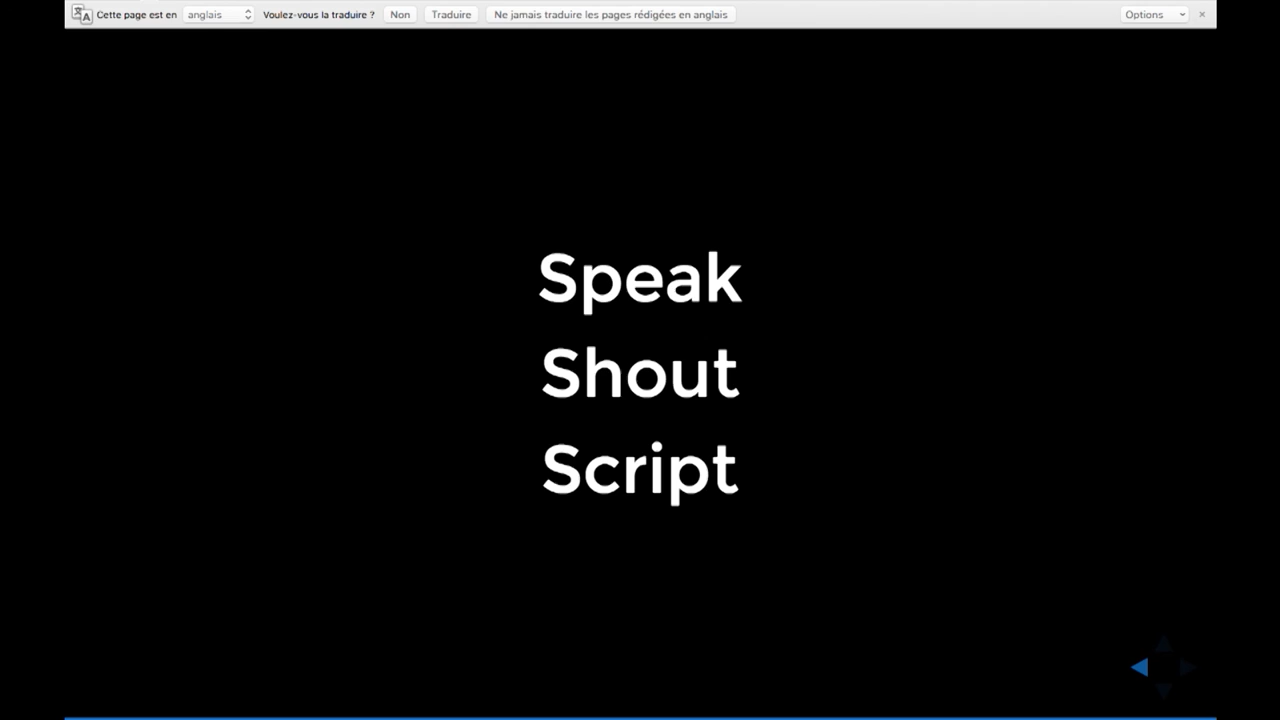 Cette page est en anglais Voulez-vous la traduire ? Non Traduire Ne jamais traduire les pages rédigées en anglais Options ×
Speak
Shout
Script